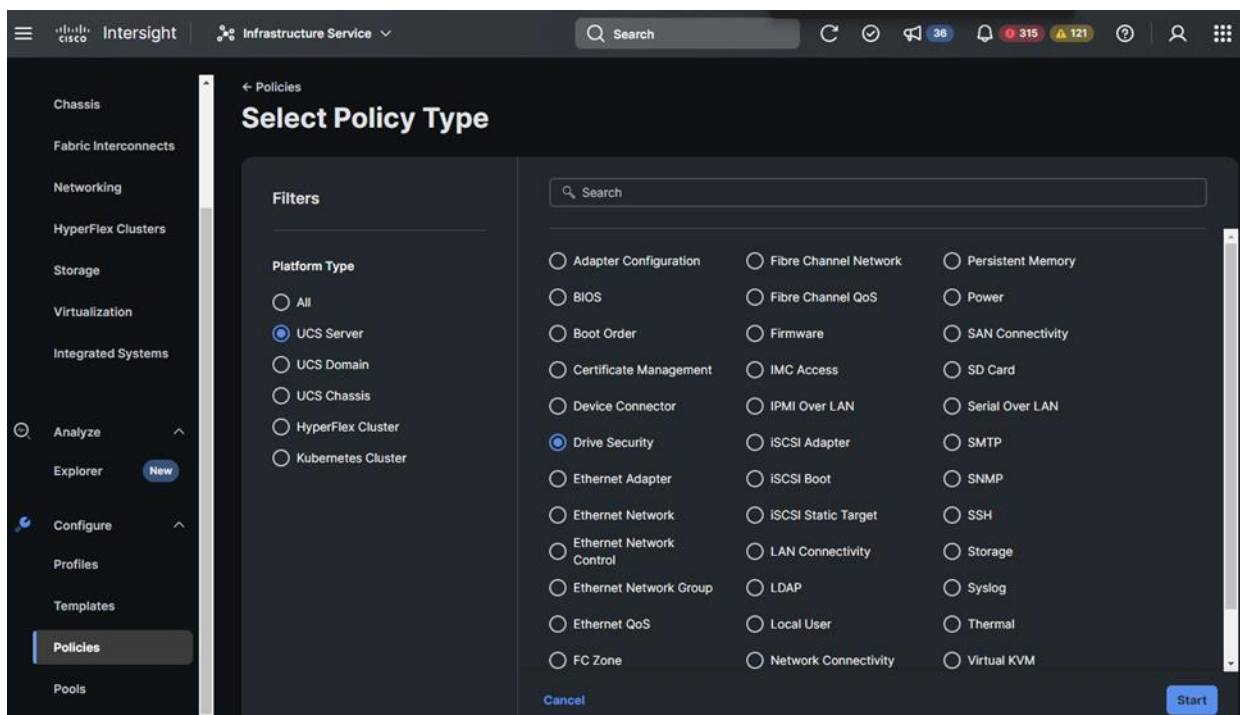 cisco Intersight
Infrastructure Service
Search
36
315
121
Chassis
Fabric Interconnects
Networking
HyperFlex Clusters
Storage
Virtualization
Integrated Systems
Analyze
Explorer New
Configure
Profiles
Templates
Policies
Pools
← Policies
Select Policy Type
Filters
Platform Type
All
UCS Server
UCS Domain
UCS Chassis
HyperFlex Cluster
Kubernetes Cluster
Search
Adapter Configuration
BIOS
Boot Order
Certificate Management
Device Connector
Drive Security
Ethernet Adapter
Ethernet Network
Ethernet Network
Control
Ethernet Network Group
Ethernet QoS
FC Zone
Fibre Channel Network
Fibre Channel QoS
Firmware
IMC Access
IPMI Over LAN
iSCSI Adapter
iSCSI Boot
iSCSI Static Target
LAN Connectivity
LDAP
Local User
Network Connectivity
Persistent Memory
Power
SAN Connectivity
SD Card
Serial Over LAN
SMTP
SNMP
SSH
Storage
Syslog
Thermal
Virtual KVM
Cancel
Start